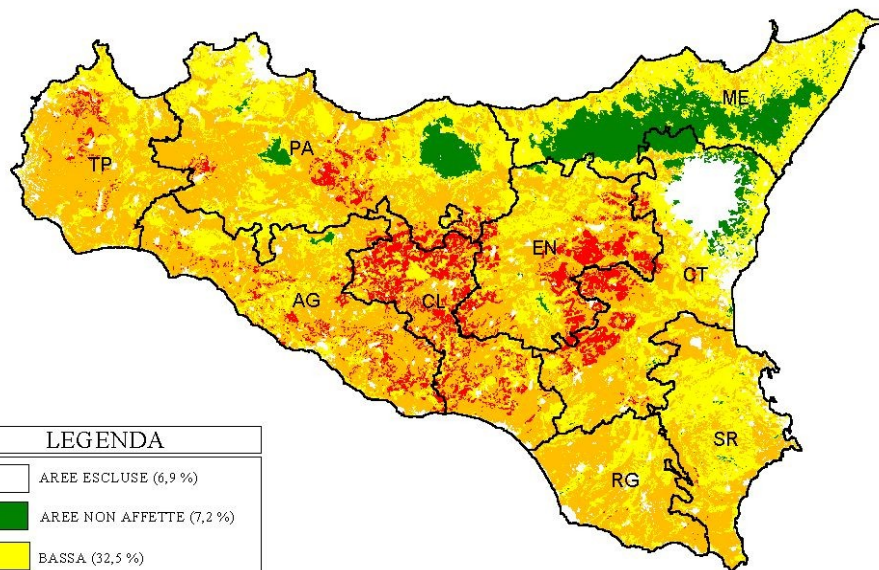 ME
PA
TP
EN
CT
AG
CL
SR
RG
LEGENDA
AREE ESCLUSE (6,9 %)
AREE NON AFFETTE (7,2 %)
BASSA (32,5 %)